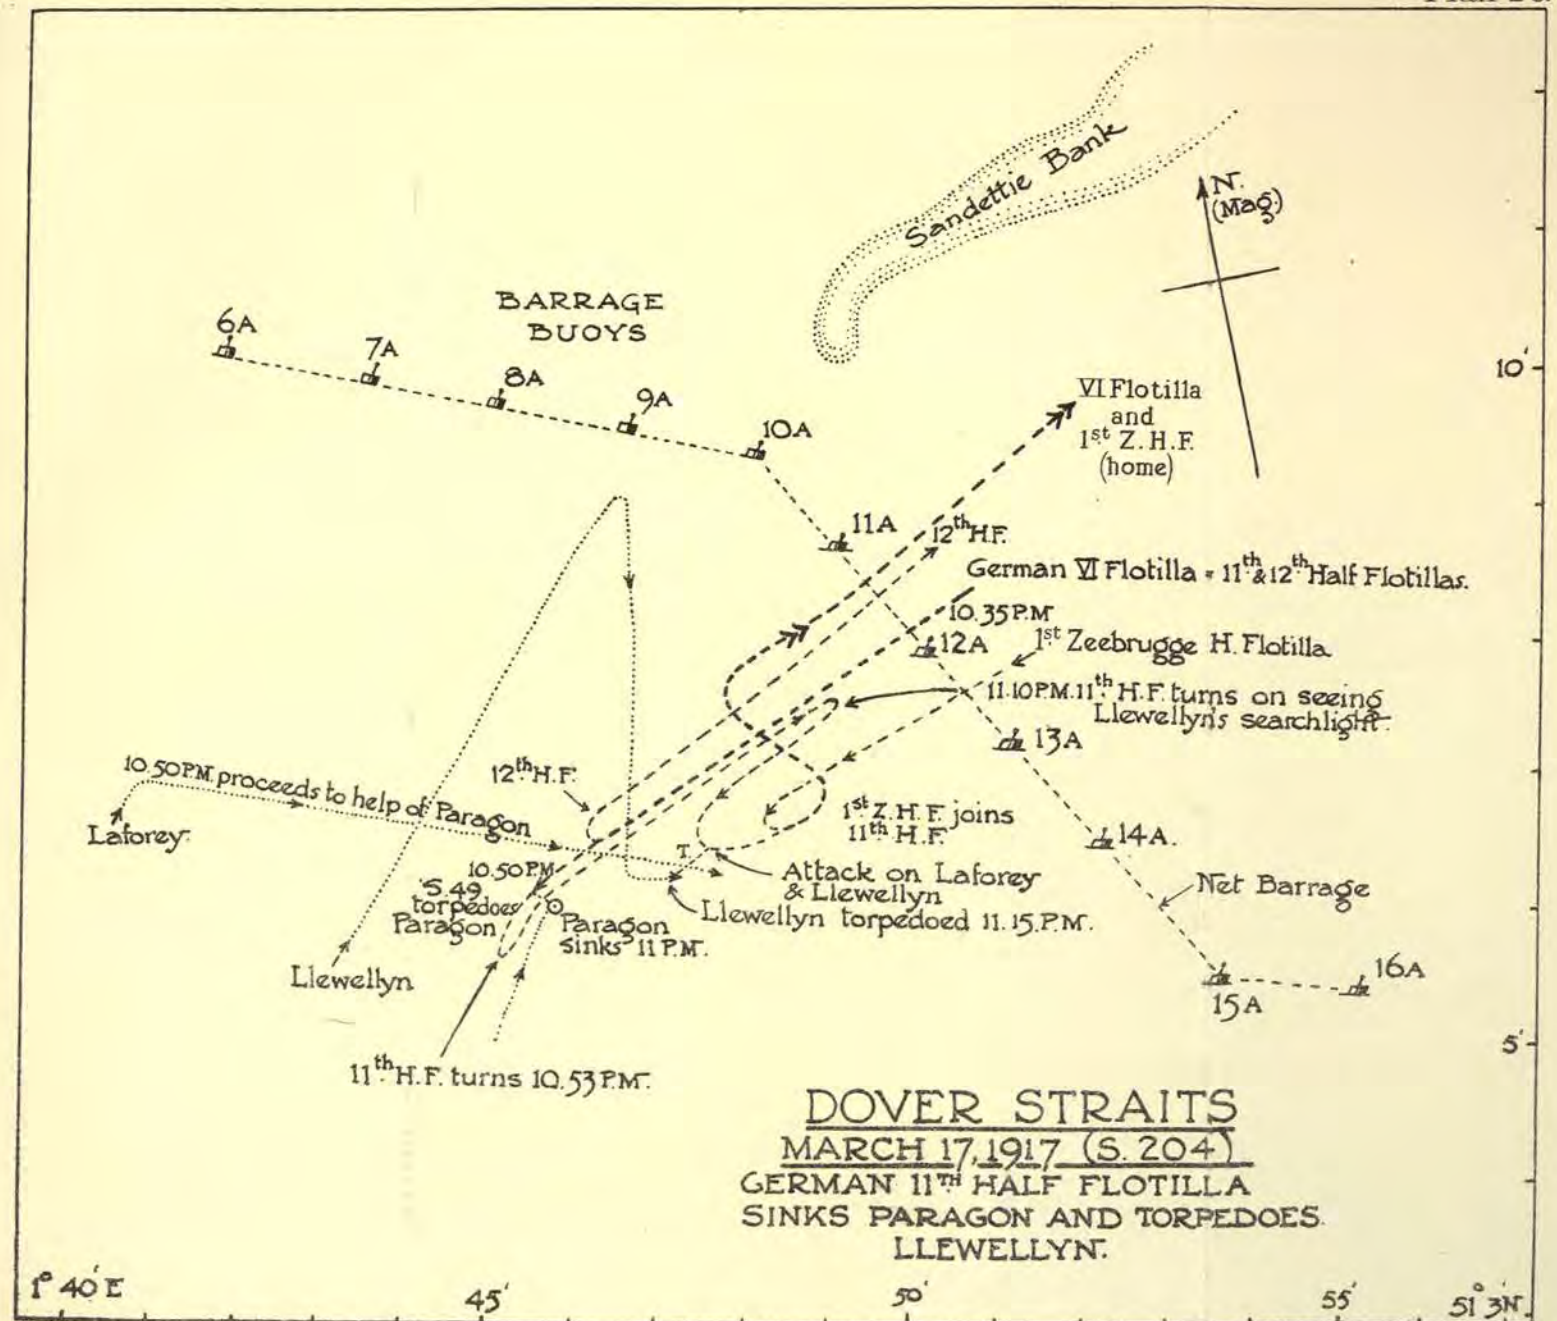 Sandettie Bank
N.
(Mag.)
BARRAGE
BUOYS
6A
7A
8A
9A
10A
11A
12A
13A
14A.
15A
16A
10'
5'
VI Flotilla
and
1st Z.H.F.
(home)
12th H.F.
German VI Flotilla = 11th & 12th Half Flotillas.
10.35 P.M
1st Zeebrugge H. Flotilla
11.10 P.M. 11th H.F. turns on seeing
Llewellyn's searchlight.
12th H.F.
10.50 P.M. proceeds to help of Paragon
Laforey.
1st Z.H.F. joins
11th H.F.
T.
Attack on Laforey
& Llewellyn
Llewellyn torpedoed 11.15. P.M.
Net Barrage
10.50 P.M
S.49
torpedoes
Paragon
Paragon
sinks 11 P.M.
Llewellyn
11th H.F. turns 10.53 P.M.
DOVER STRAITS
MARCH 17, 1917 (S. 204)
GERMAN 11TH HALF FLOTILLA
SINKS PARAGON AND TORPEDOES
LLEWELLYN.
1° 40' E
45'
50'
55'
51° 3' N.